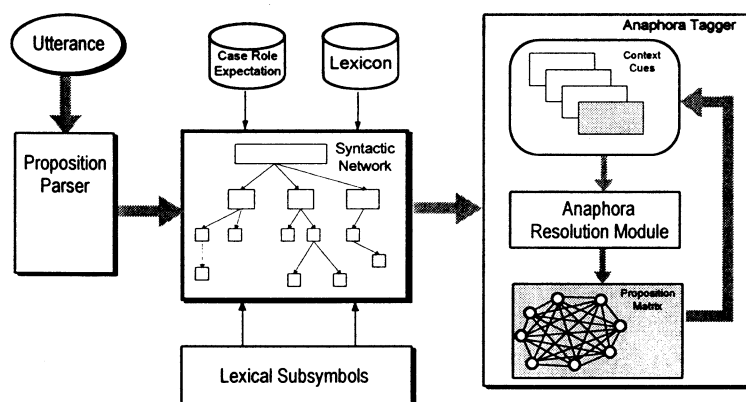 Utterance
Proposition
Parser
Case Role
Expectation
Lexicon
Syntactic
Network
Lexical Subsymbols
Anaphora Tagger
Context
Cues
Anaphora
Resolution Module
Proposition
Matrix